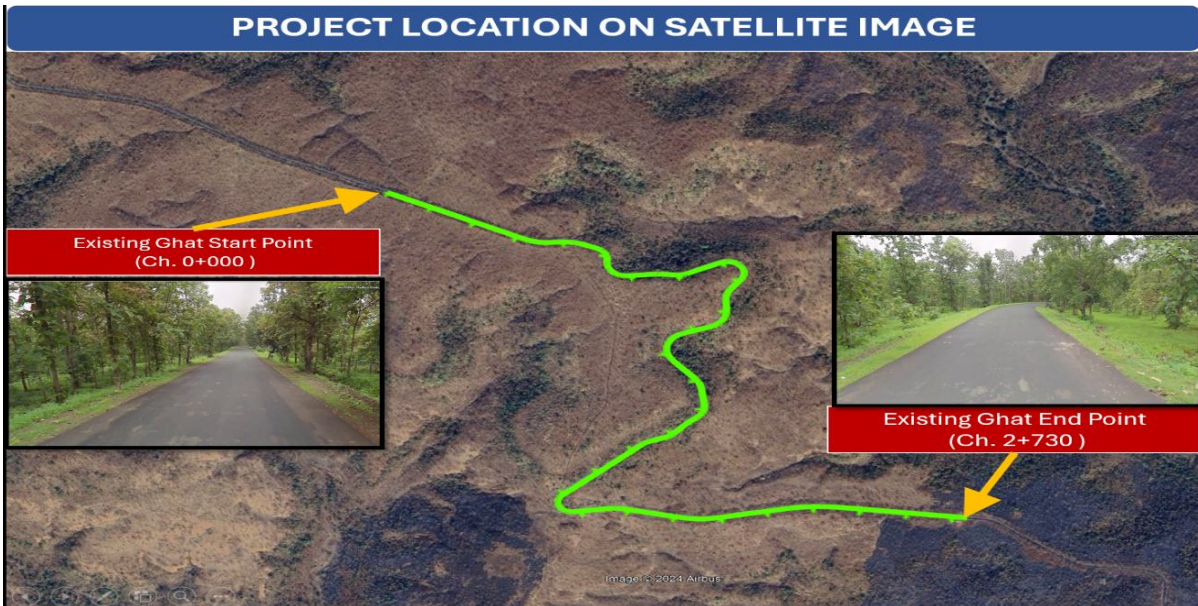 PROJECT LOCATION ON SATELLITE IMAGE
Existing Ghat Start Point
(Ch. 0+000 )
Existing Ghat End Point
(Ch. 2+730 )
Image © 2024 Airbus